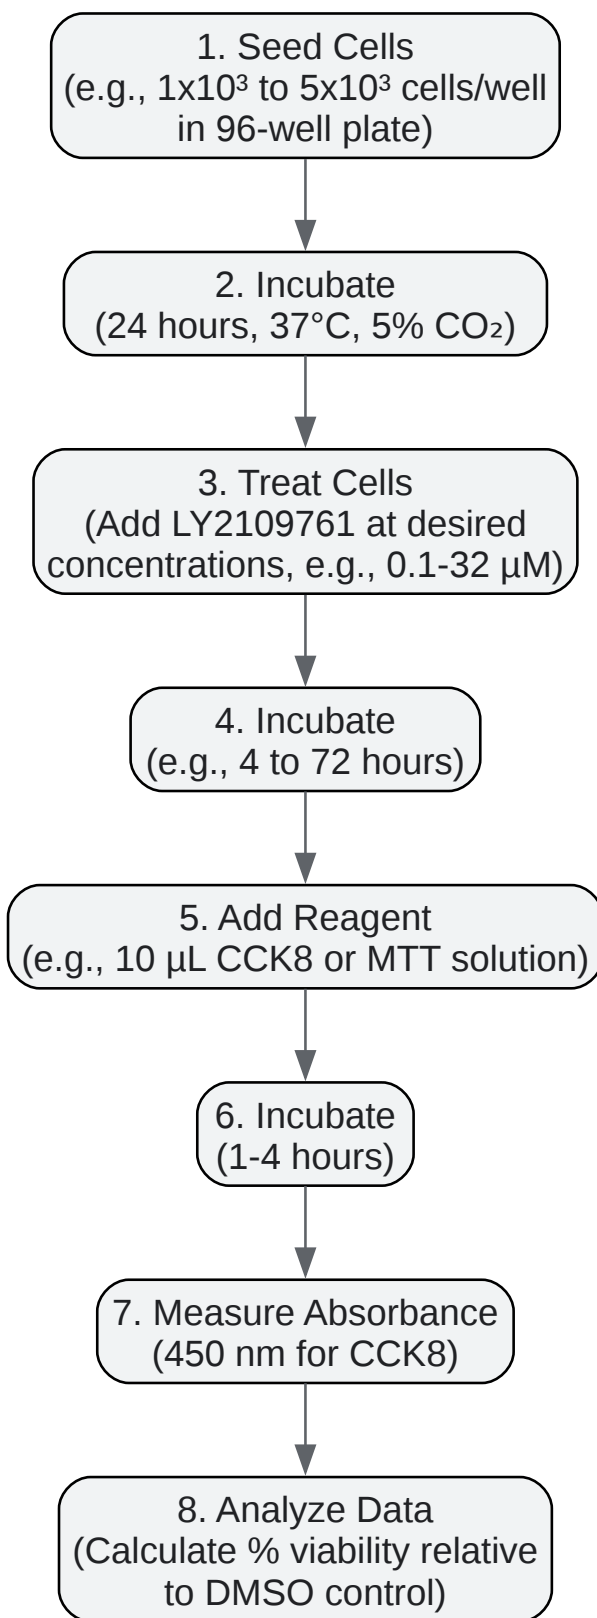 1. Seed Cells
(e.g., 1x10³ to 5x10³ cells/well
in 96-well plate)
2. Incubate
(24 hours, 37°C, 5% CO₂)
3. Treat Cells
(Add LY2109761 at desired
concentrations, e.g., 0.1-32 µM)
4. Incubate
(e.g., 4 to 72 hours)
5. Add Reagent
(e.g., 10 µL CCK8 or MTT solution)
6. Incubate
(1-4 hours)
7. Measure Absorbance
(450 nm for CCK8)
8. Analyze Data
(Calculate % viability relative
to DMSO control)